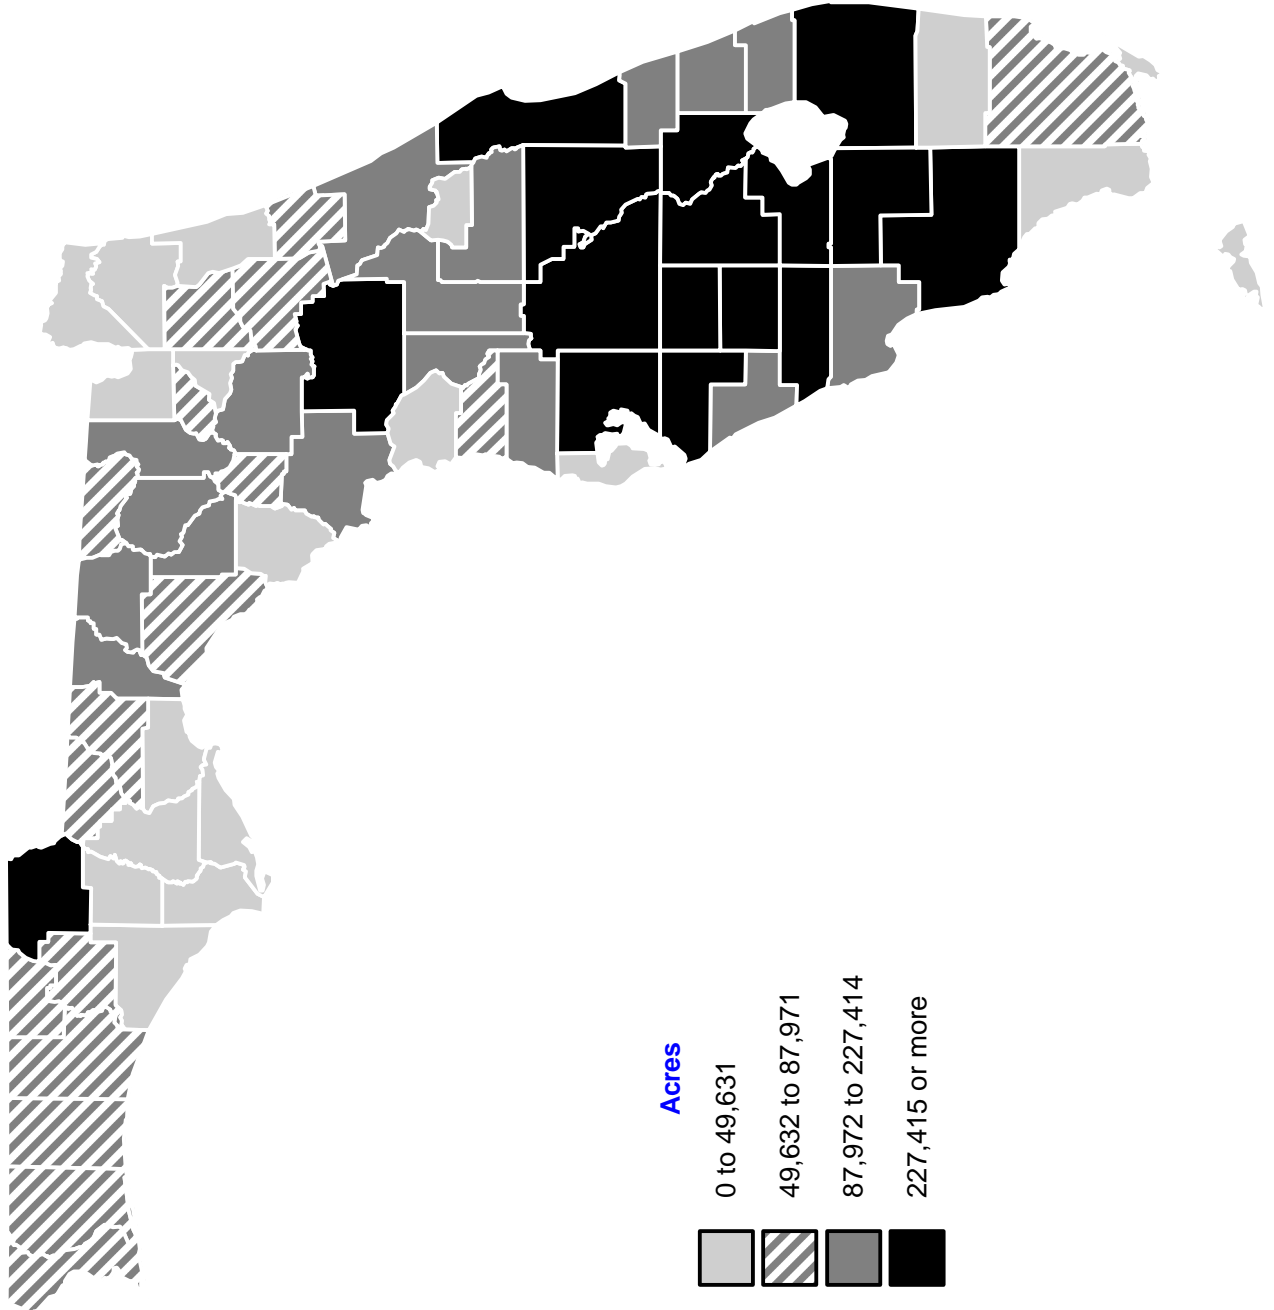 Acres
0 to 49,631
49,632 to 87,971
87,972 to 227,414
227,415 or more